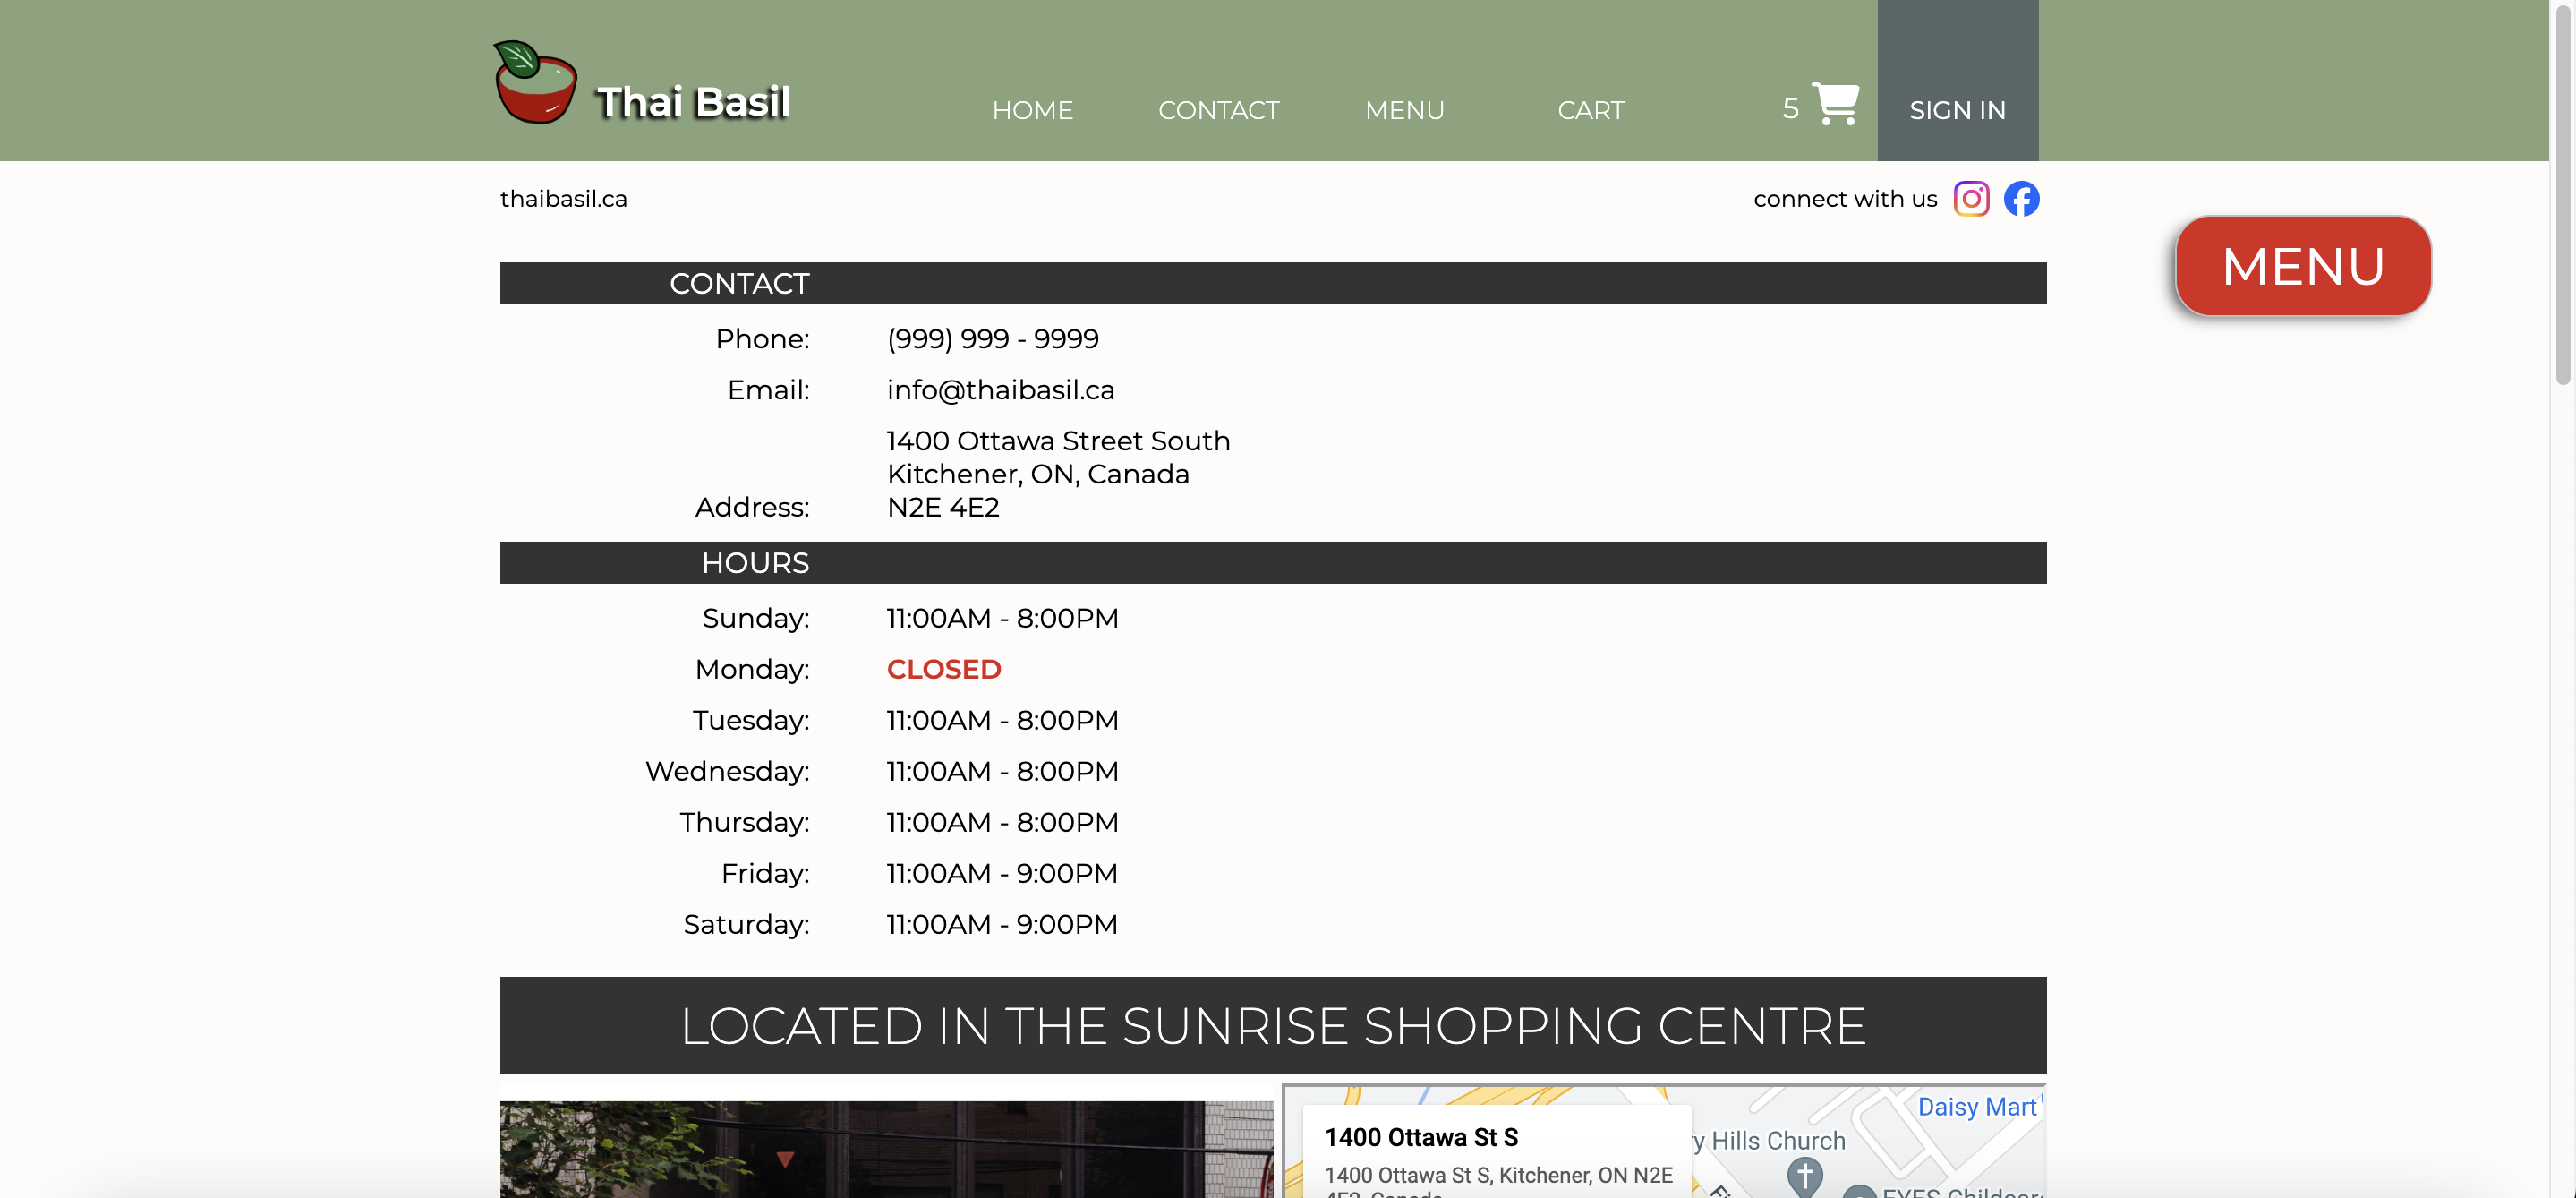 Thai Basil
HOME CONTACT MENU CART 5 SIGN IN
thaibasil.ca
connect with us
MENU
CONTACT
Phone: (999) 999 - 9999
Email: info@thaibasil.ca
1400 Ottawa Street South
Kitchener, ON, Canada
Address: N2E 4E2
HOURS
Sunday: 11:00AM - 8:00PM
Monday: CLOSED
Tuesday: 11:00AM - 8:00PM
Wednesday: 11:00AM - 8:00PM
Thursday: 11:00AM - 8:00PM
Friday: 11:00AM - 9:00PM
Saturday: 11:00AM - 9:00PM
LOCATED IN THE SUNRISE SHOPPING CENTRE
Daisy Mart
1400 Ottawa St S
Hills Church
1400 Ottawa St S, Kitchener, ON N2E